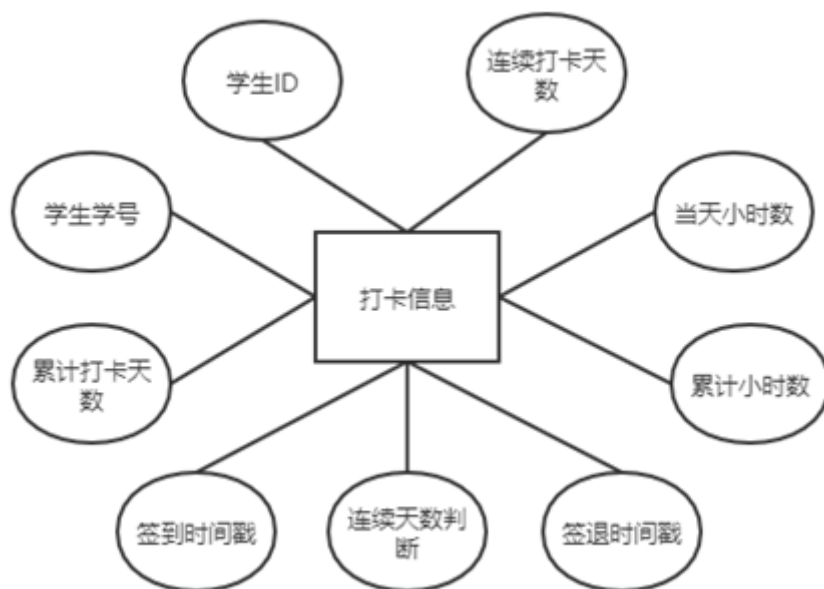 学生ID
连续打卡天
数
学生学号
当天小时数
打卡信息
累计打卡天
数
累计小时数
签到时间戳
连续天数判
断
签退时间戳